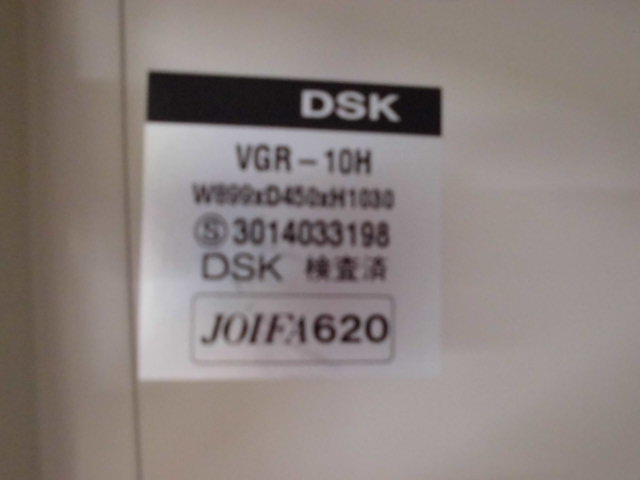 DSK
VGR-10H
W899xD450xH1030
Ⓢ3014033198
DSK 検査済
JOIFA620